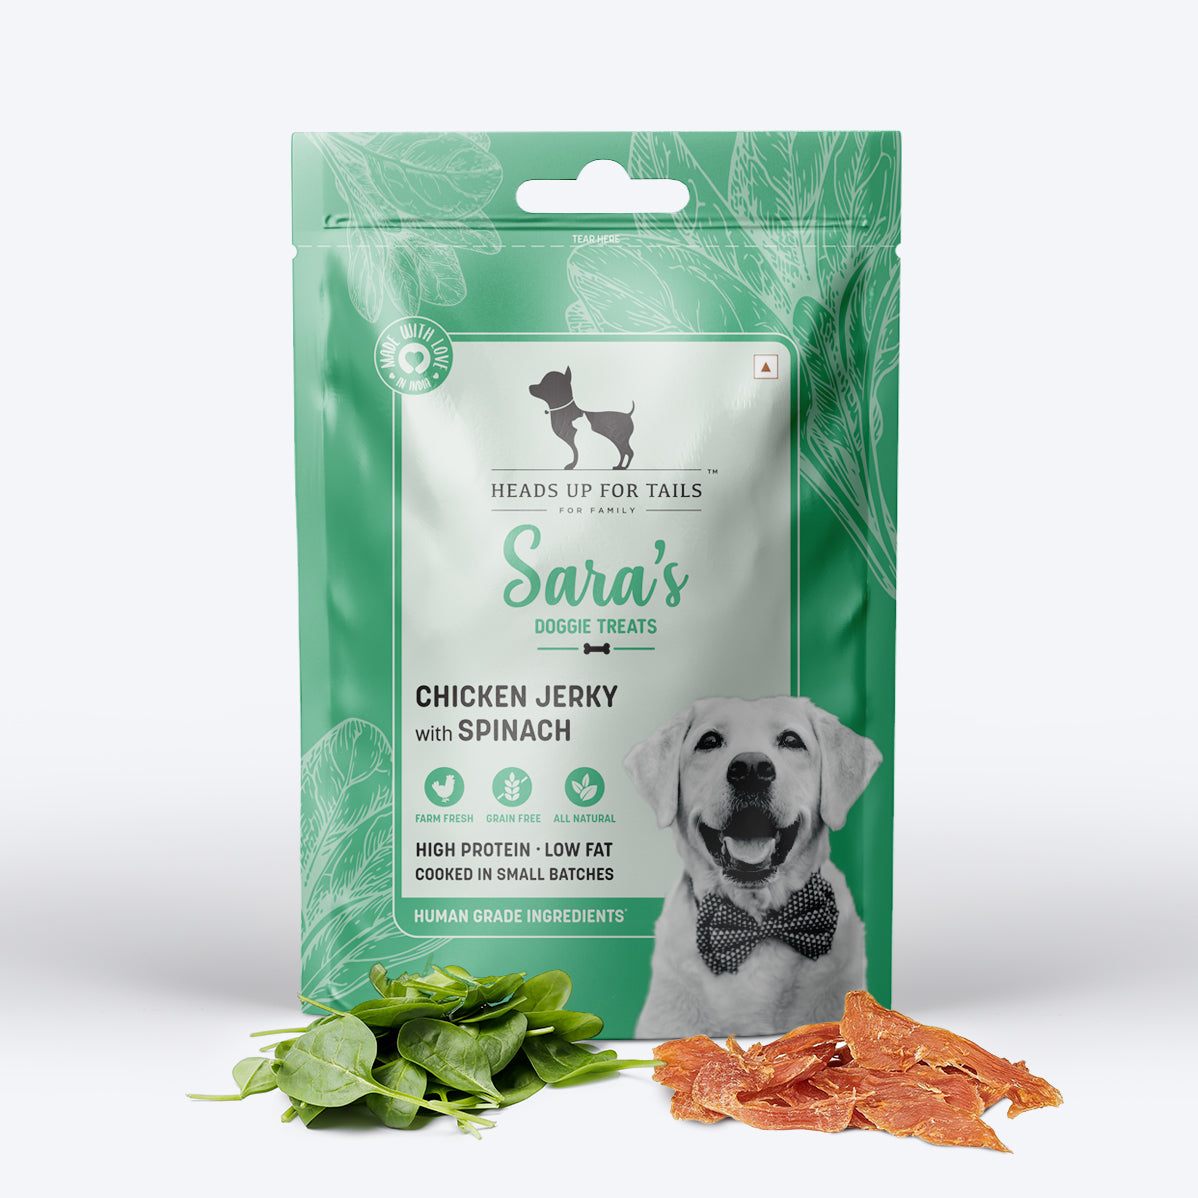 TEAR HERE
MADE WITH LOVE
IN INDIA
HEADS UP FOR TAILS™
FOR FAMILY
Sara's
DOGGIE TREATS
CHICKEN JERKY
with SPINACH
FARM FRESH GRAIN FREE ALL NATURAL
HIGH PROTEIN · LOW FAT
COOKED IN SMALL BATCHES
HUMAN GRADE INGREDIENTS*